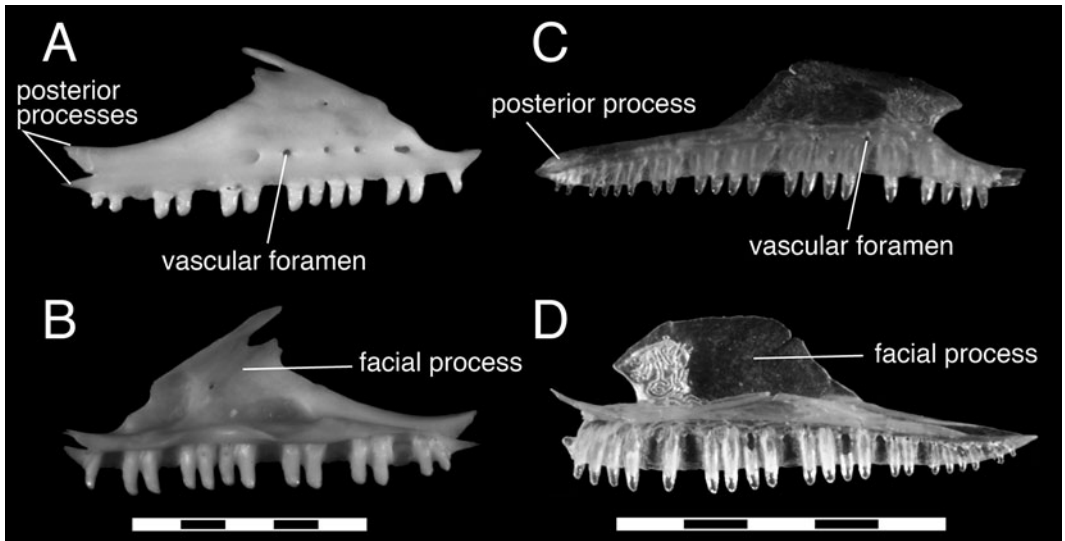 A
posterior
processes
vascular foramen
C
posterior process
vascular foramen
B
facial process
D
facial process